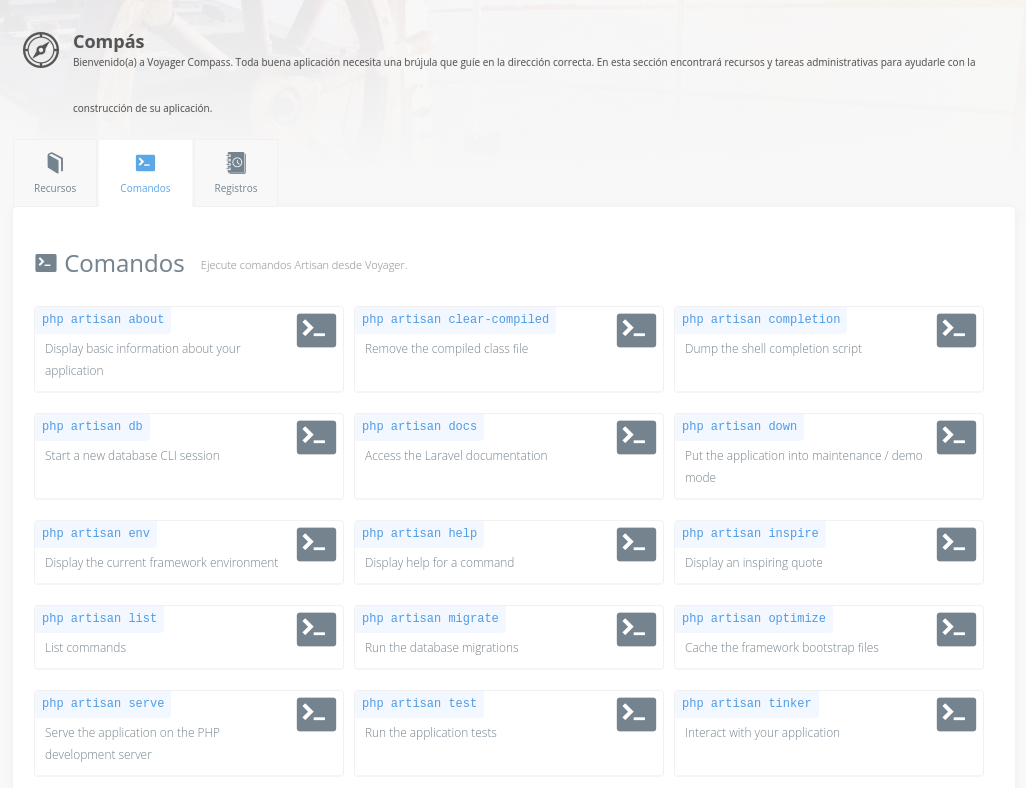 Compás
Bienvenido(a) a Voyager Compass. Toda buena aplicación necesita una brújula que guíe en la dirección correcta. En esta sección encontrará recursos y tareas administrativas para ayudarle con la
construcción de su aplicación.
Recursos
Comandos
Registros
Comandos Ejecute comandos Artisan desde Voyager.
php artisan about
Display basic information about your
application
php artisan clear-compiled
Remove the compiled class file
php artisan completion
Dump the shell completion script
php artisan db
Start a new database CLI session
php artisan docs
Access the Laravel documentation
php artisan down
Put the application into maintenance / demo
mode
php artisan env
Display the current framework environment
php artisan help
Display help for a command
php artisan inspire
Display an inspiring quote
php artisan list
List commands
php artisan migrate
Run the database migrations
php artisan optimize
Cache the framework bootstrap files
php artisan serve
Serve the application on the PHP
development server
php artisan test
Run the application tests
php artisan tinker
Interact with your application